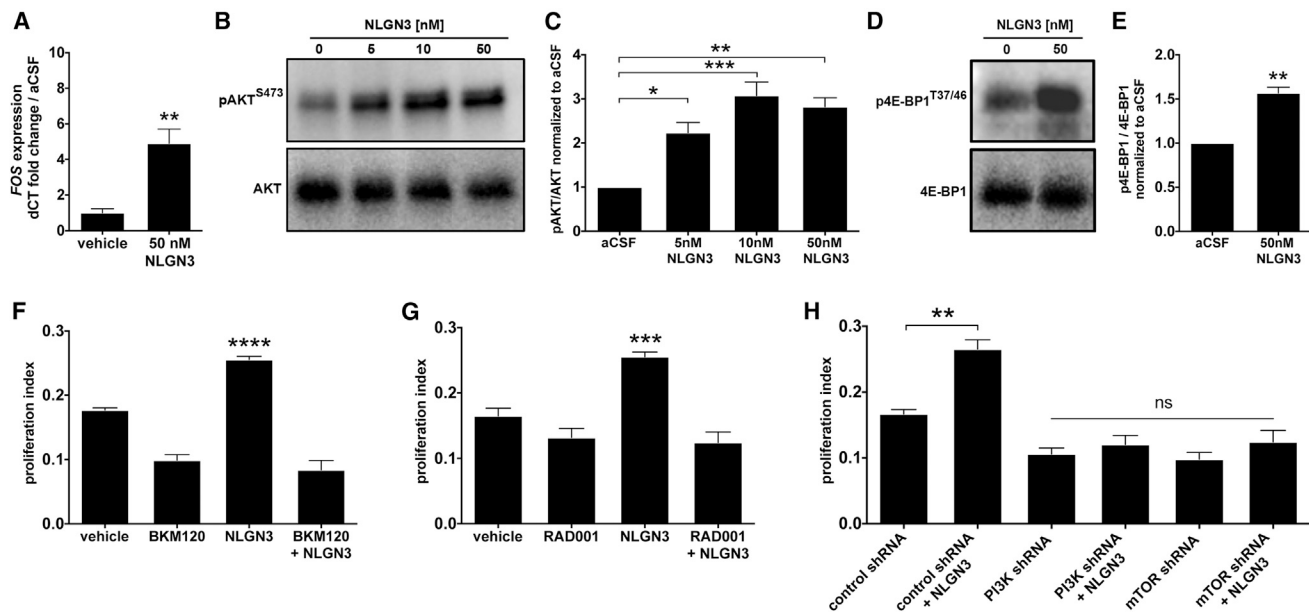 A
FOS expression
dCT fold change / aCSF
10
8
6
4
2
0
**
vehicle
50 nM
NLGN3
B
NLGN3 [nM]
0 5 10 50
pAKT^S473
AKT
C
pAKT/AKT normalized to aCSF
4
3
2
1
0
**
***
*
aCSF
5nM
NLGN3
10nM
NLGN3
50nM
NLGN3
D
NLGN3 [nM]
0 50
p4E-BP1^T37/46
4E-BP1
E
p4E-BP1 / 4E-BP1
normalized to aCSF
2.0
1.5
1.0
0.5
0.0
**
aCSF
50nM
NLGN3
F
proliferation index
0.3
0.2
0.1
0.0
****
vehicle
BKM120
NLGN3
BKM120
+ NLGN3
G
proliferation index
0.3
0.2
0.1
0.0
***
vehicle
RAD001
NLGN3
RAD001
+ NLGN3
H
proliferation index
0.3
0.2
0.1
0.0
**
ns
control shRNA
control shRNA
+ NLGN3
PI3K shRNA
PI3K shRNA
+ NLGN3
mTOR shRNA
mTOR shRNA
+ NLGN3